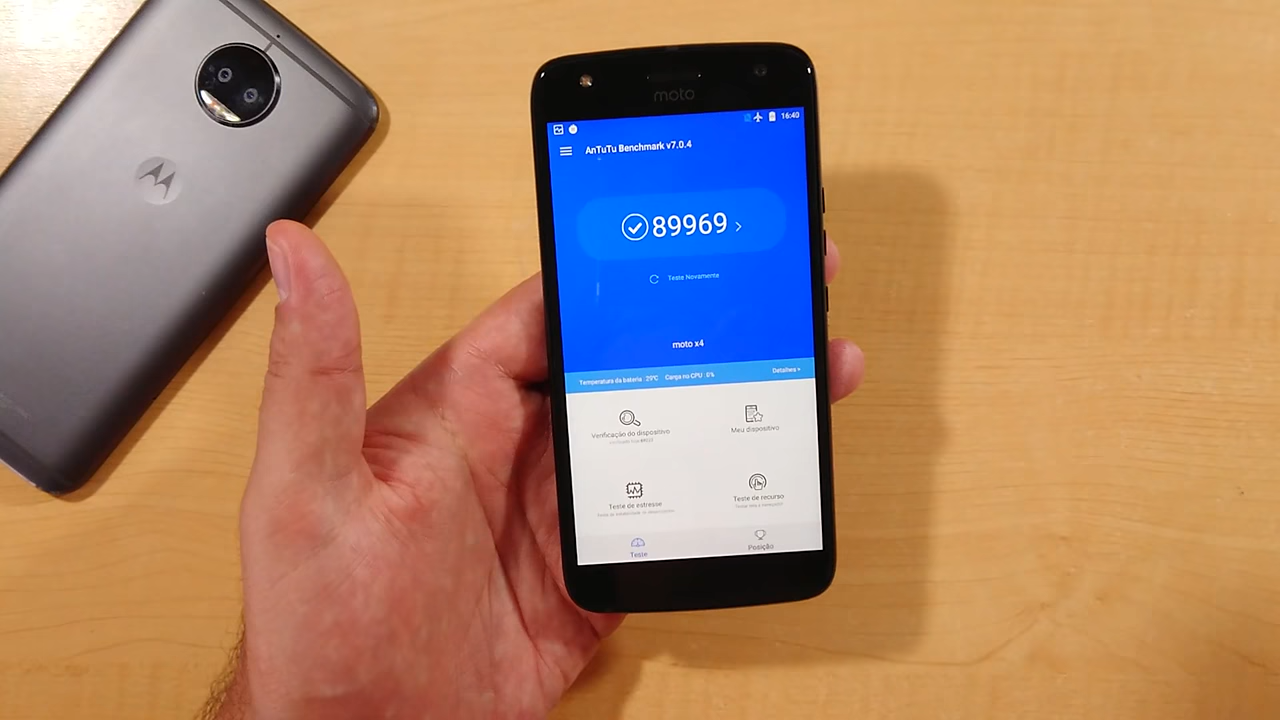 moto
16:40
AnTuTu Benchmark v7.0.4
89969
Teste Novamente
moto x4
Temperatura da bateria : 29°C Carga no CPU : 6% Detalhes
Verificação do dispositivo
Meu dispositivo
Teste de estresse
Teste de recurso
Teste
Posição